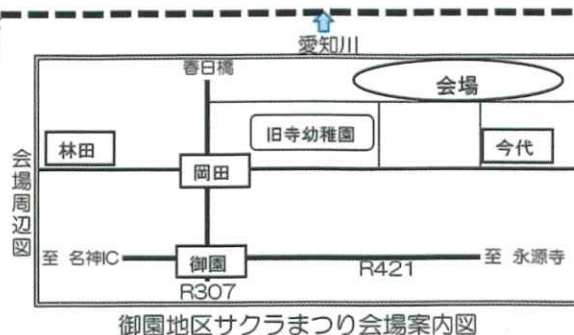 愛知川
春日橋
会場
旧寺幼稚園
林田
今代
岡田
会場周辺図
至 名神IC
御園
至 永源寺
R421
R307
御園地区サクラまつり会場案内図